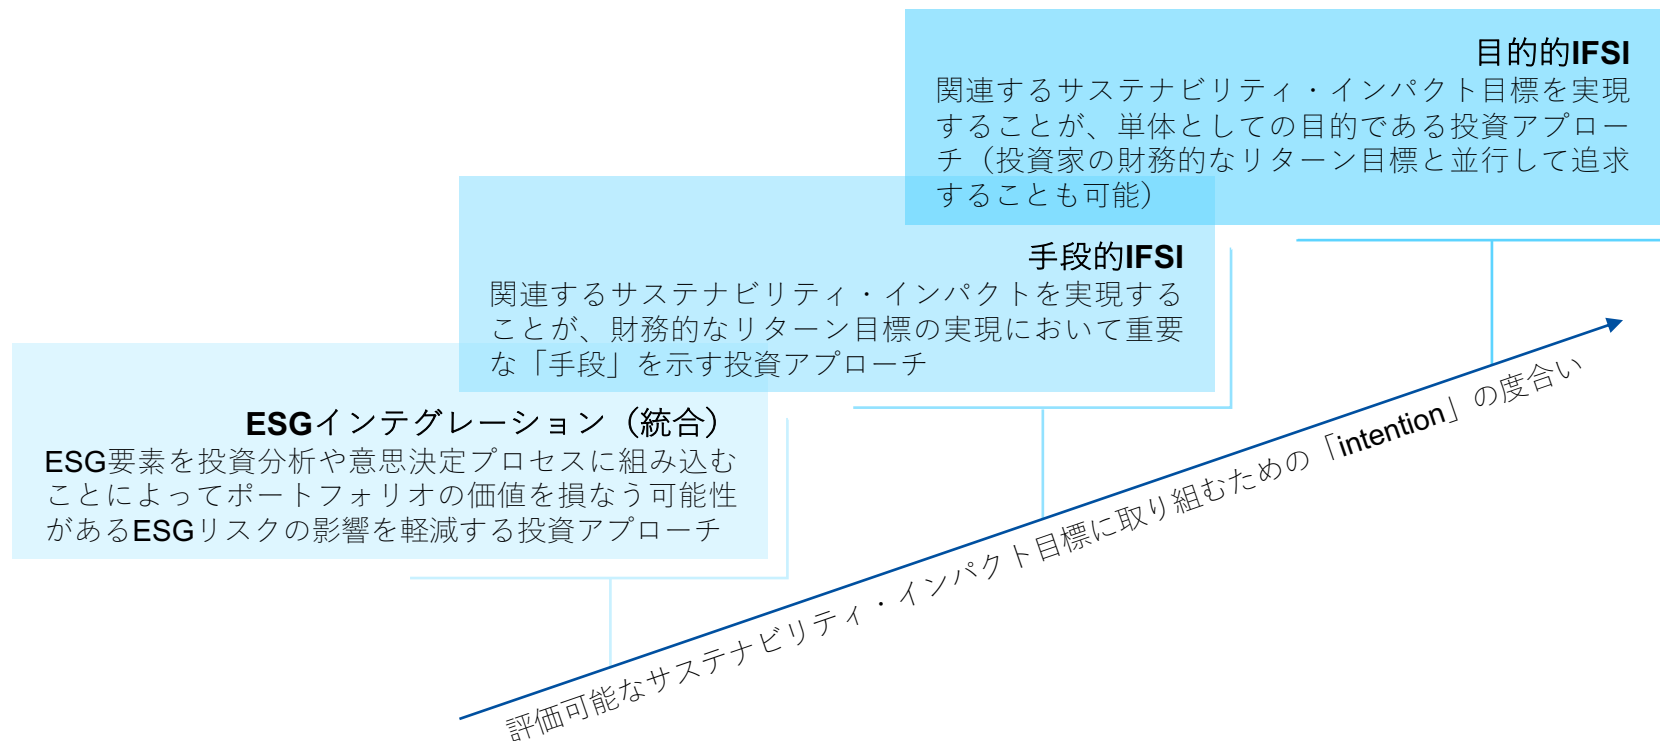 目的的IFSI
関連するサステナビリティ・インパクト目標を実現
することが、単体としての目的である投資アプロー
チ（投資家の財務的なリターン目標と並行して追求
することも可能）
手段的IFSI
関連するサステナビリティ・インパクトを実現する
ことが、財務的なリターン目標の実現において重要
な「手段」を示す投資アプローチ
ESGインテグレーション（統合）
ESG要素を投資分析や意思決定プロセスに組み込む
ことによってポートフォリオの価値を損なう可能性
があるESGリスクの影響を軽減する投資アプローチ
評価可能なサステナビリティ・インパクト目標に取り組むための「intention」の度合い